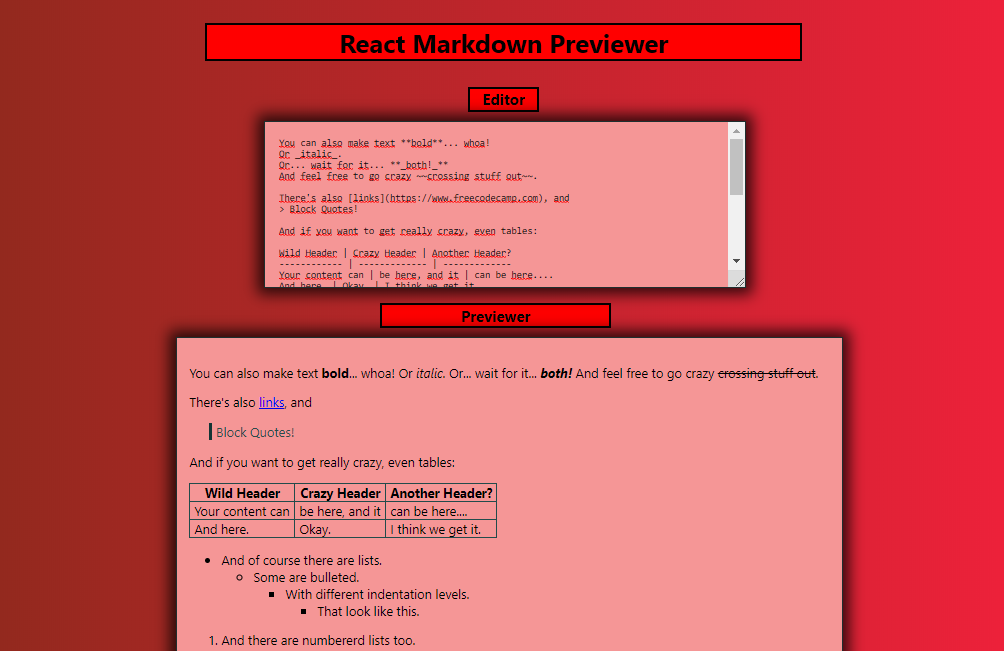 React Markdown Previewer
Editor
You can also make text **bold**... whoa!
Or _italic_.
Or... wait for it... **_both!_**
And feel free to go crazy ~~crossing stuff out~~.
There's also [links](https://www.freecodecamp.com), and
> Block Quotes!
And if you want to get really crazy, even tables:
Wild Header | Crazy Header | Another Header?
------------ | ------------- | -------------
Your content can | be here, and it | can be here....
And here. | Okay. | I think we get it.
Previewer
You can also make text bold... whoa! Or italic. Or... wait for it... both! And feel free to go crazy crossing stuff out.
There's also links, and
Block Quotes!
And if you want to get really crazy, even tables:
Wild Header Crazy Header Another Header?
Your content can be here, and it can be here....
And here. Okay. I think we get it.
And of course there are lists.
Some are bulleted.
With different indentation levels.
That look like this.
1. And there are numbererd lists too.